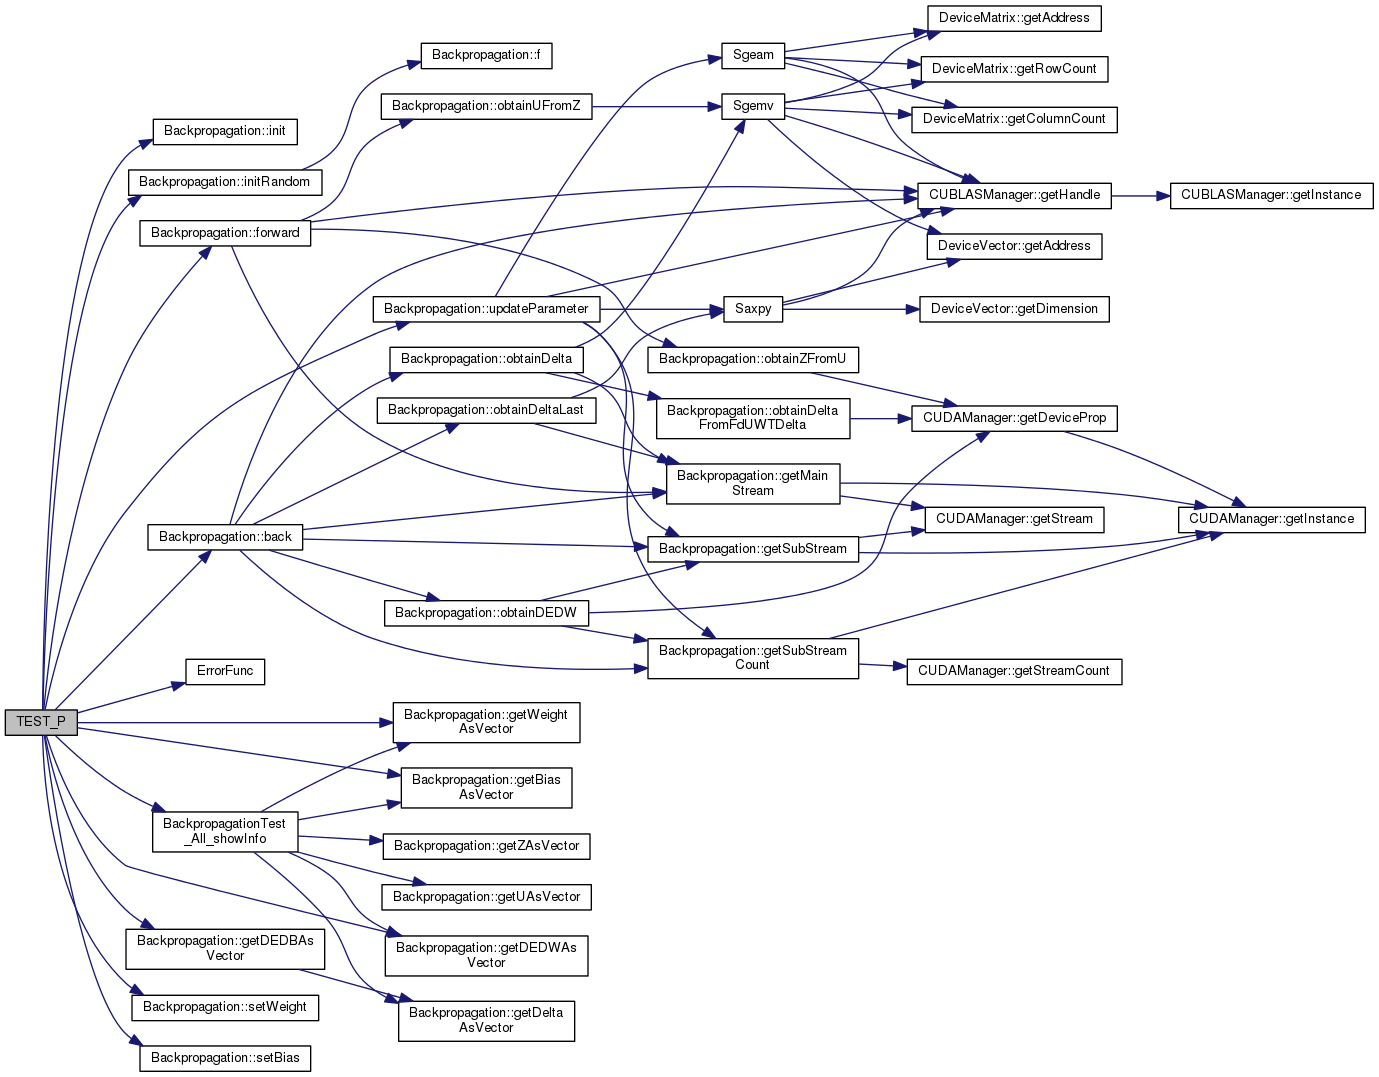 DeviceMatrix::getAddress
Backpropagation::f
Sgeam
DeviceMatrix::getRowCount
Backpropagation::obtainUFromZ
Sgemv
DeviceMatrix::getColumnCount
Backpropagation::init
Backpropagation::initRandom
CUBLASManager::getHandle
CUBLASManager::getInstance
Backpropagation::forward
DeviceVector::getAddress
Backpropagation::updateParameter
Saxpy
DeviceVector::getDimension
Backpropagation::obtainDelta
Backpropagation::obtainZFromU
Backpropagation::obtainDeltaLast
Backpropagation::obtainDelta
FromFdUWTDelta
CUDAManager::getDeviceProp
Backpropagation::getMain
Stream
CUDAManager::getStream
CUDAManager::getInstance
Backpropagation::back
Backpropagation::getSubStream
Backpropagation::obtainDEDW
Backpropagation::getSubStream
Count
CUDAManager::getStreamCount
ErrorFunc
TEST_P
Backpropagation::getWeight
AsVector
Backpropagation::getBias
AsVector
BackpropagationTest
_All_showInfo
Backpropagation::getZAsVector
Backpropagation::getUAsVector
Backpropagation::getDEDBAs
Vector
Backpropagation::getDEDWAs
Vector
Backpropagation::setWeight
Backpropagation::getDelta
AsVector
Backpropagation::setBias